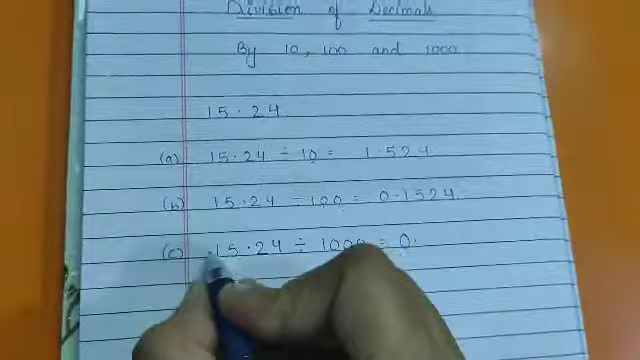 Division of Decimals
By 10, 100 and 1000
15.24
(a) 15.24 ÷ 10 = 1.524
(b) 15.24 ÷ 100 = 0.1524
(c) 15.24 ÷ 1000 = 0.